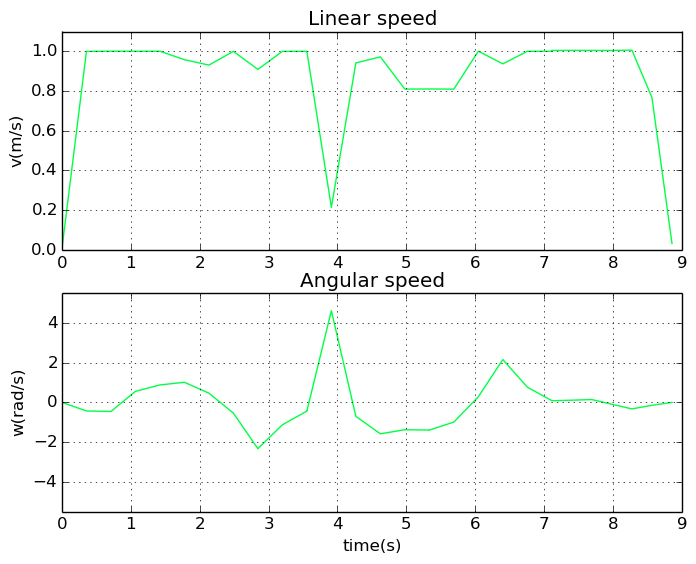 Linear speed
1.0
0.8
0.6
0.4
0.2
0.0
v(m/s)
0 1 2 3 4 5 6 7 8 9
Angular speed
4
2
0
−2
−4
w(rad/s)
0 1 2 3 4 5 6 7 8 9
time(s)